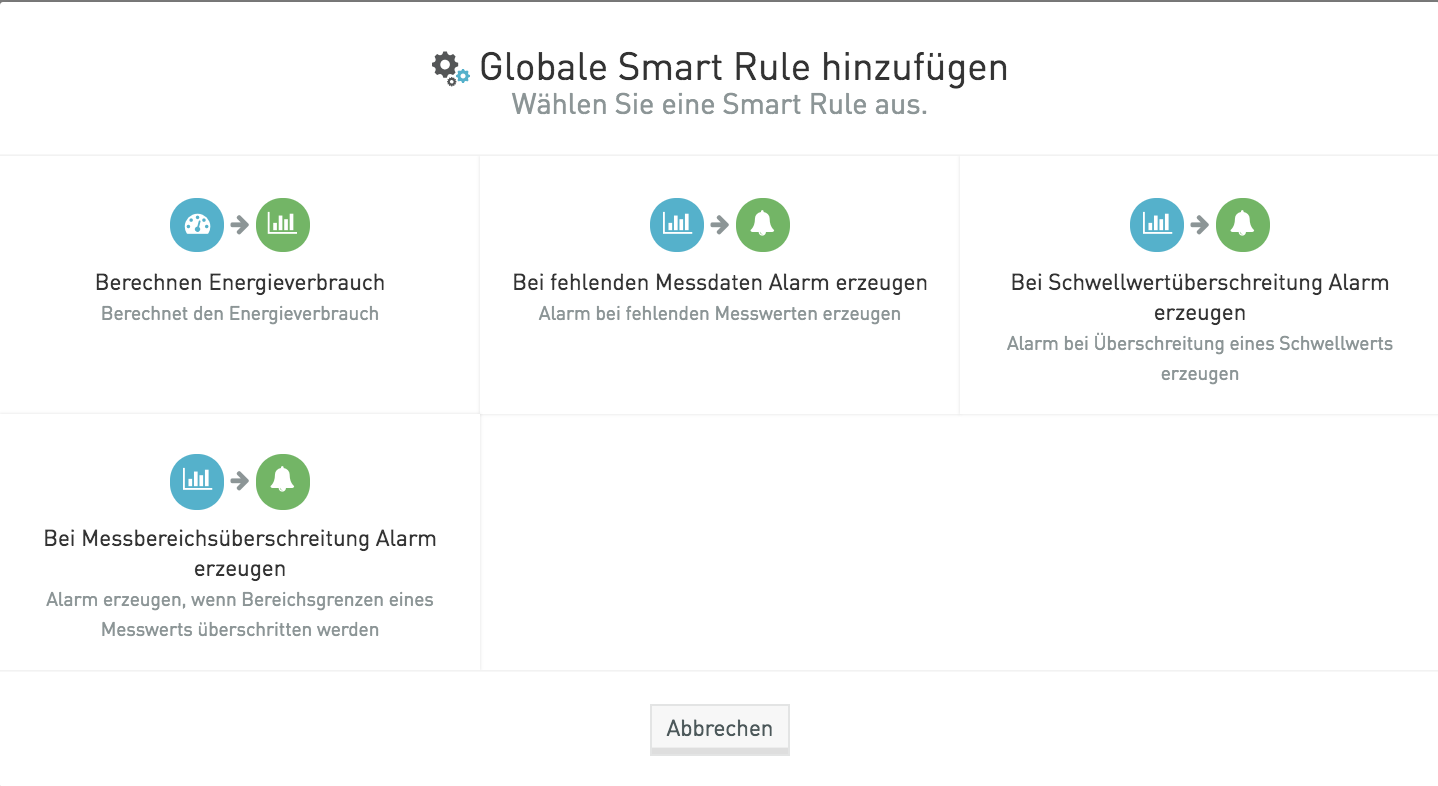 Globale Smart Rule hinzufügen
Wählen Sie eine Smart Rule aus.
Berechnen Energieverbrauch
Berechnet den Energieverbrauch
Bei fehlenden Messdaten Alarm erzeugen
Alarm bei fehlenden Messwerten erzeugen
Bei Schwellwertüberschreitung Alarm
erzeugen
Alarm bei Überschreitung eines Schwellwerts
erzeugen
Bei Messbereichsüberschreitung Alarm
erzeugen
Alarm erzeugen, wenn Bereichsgrenzen eines
Messwerts überschritten werden
Abbrechen